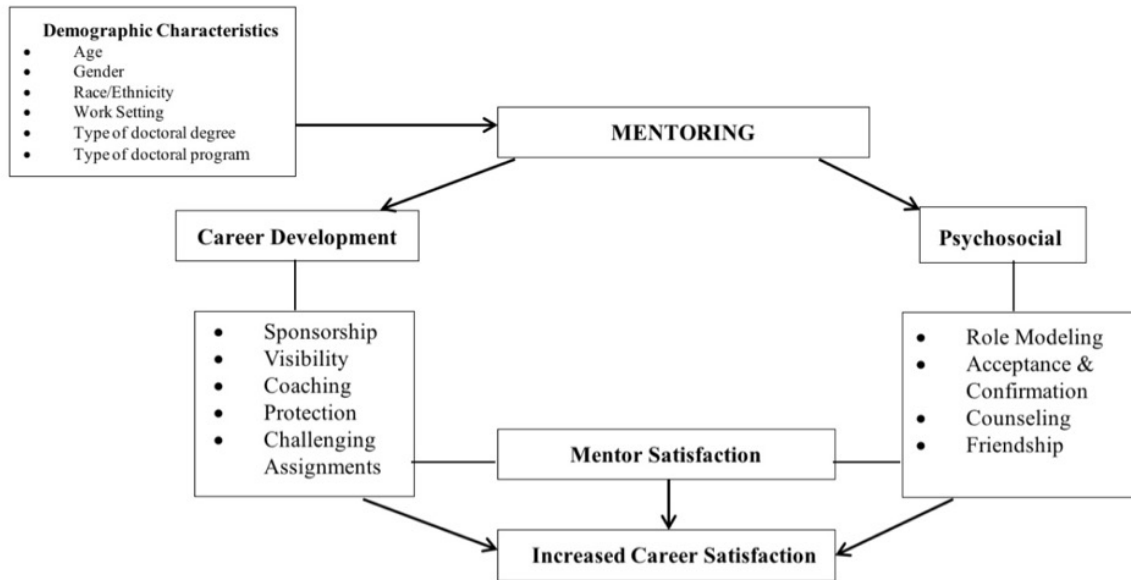 Demographic Characteristics
• Age
• Gender
• Race/Ethnicity
• Work Setting
• Type of doctoral degree
• Type of doctoral program
MENTORING
Career Development
Psychosocial
• Sponsorship
• Visibility
• Coaching
• Protection
• Challenging
Assignments
• Role Modeling
• Acceptance &
Confirmation
• Counseling
• Friendship
Mentor Satisfaction
Increased Career Satisfaction